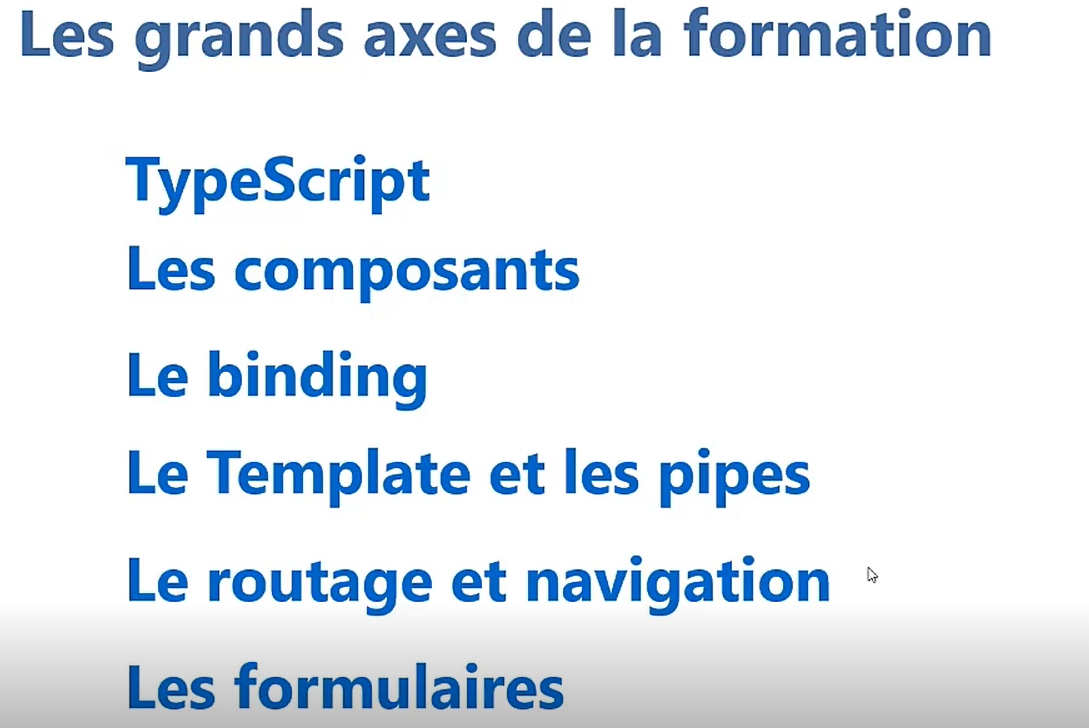 Les grands axes de la formation
TypeScript
Les composants
Le binding
Le Template et les pipes
Le routage et navigation
Les formulaires